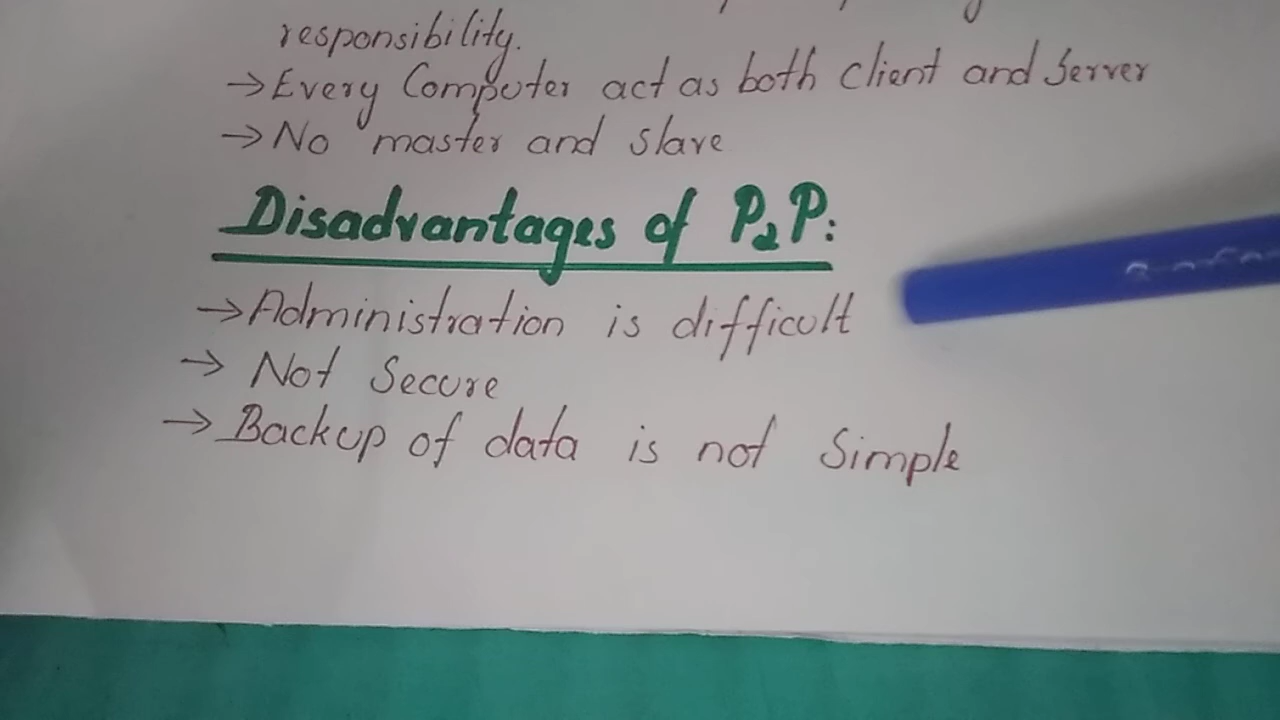 responsibility.
→Every Computer act as both Client and Server
→No master and slave
Disadvantages of P2P:
→Administration is difficult
→ Not Secure
→Backup of data is not Simple